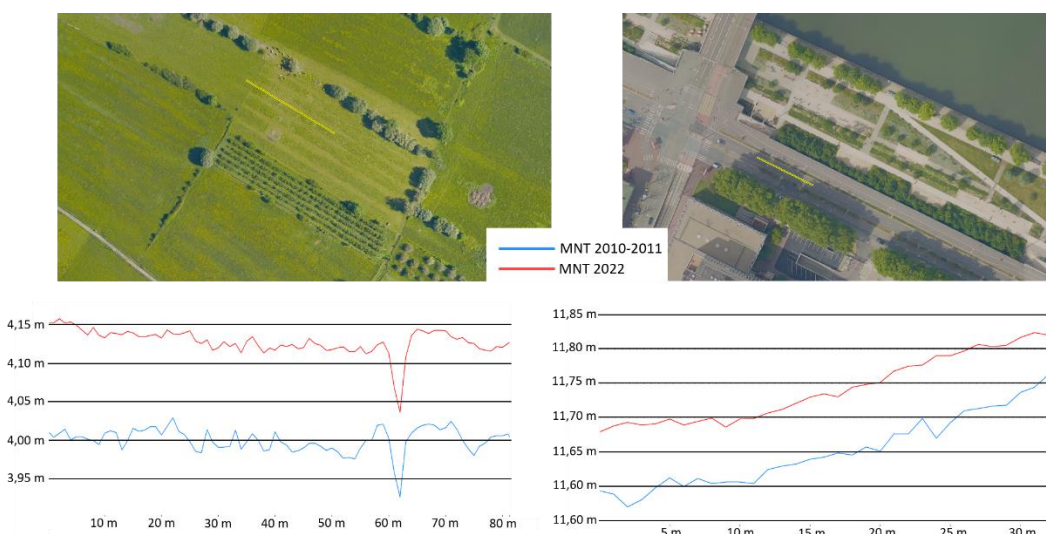 MNT 2010-2011
MNT 2022
4,15 m
4,10 m
4,05 m
4,00 m
3,95 m
10 m
20 m
30 m
40 m
50 m
60 m
70 m
80 m
11,85 m
11,80 m
11,75 m
11,70 m
11,65 m
11,60 m
11,60 m
5 m
10 m
15 m
20 m
25 m
30 m